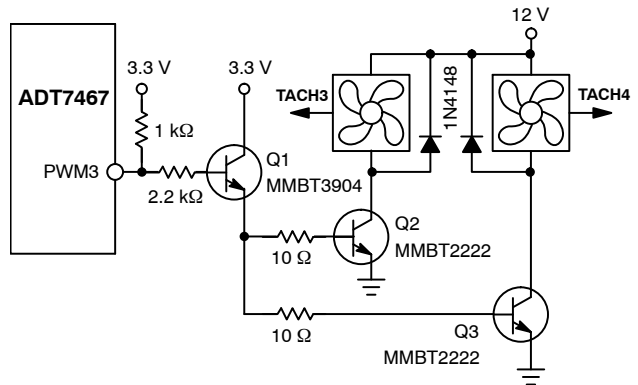 12 V
3.3 V
3.3 V
ADT7467
TACH3
1N4148
TACH4
1 kΩ
Q1
PWM3
MMBT3904
2.2 kΩ
Q2
10 Ω
MMBT2222
10 Ω
Q3
MMBT2222